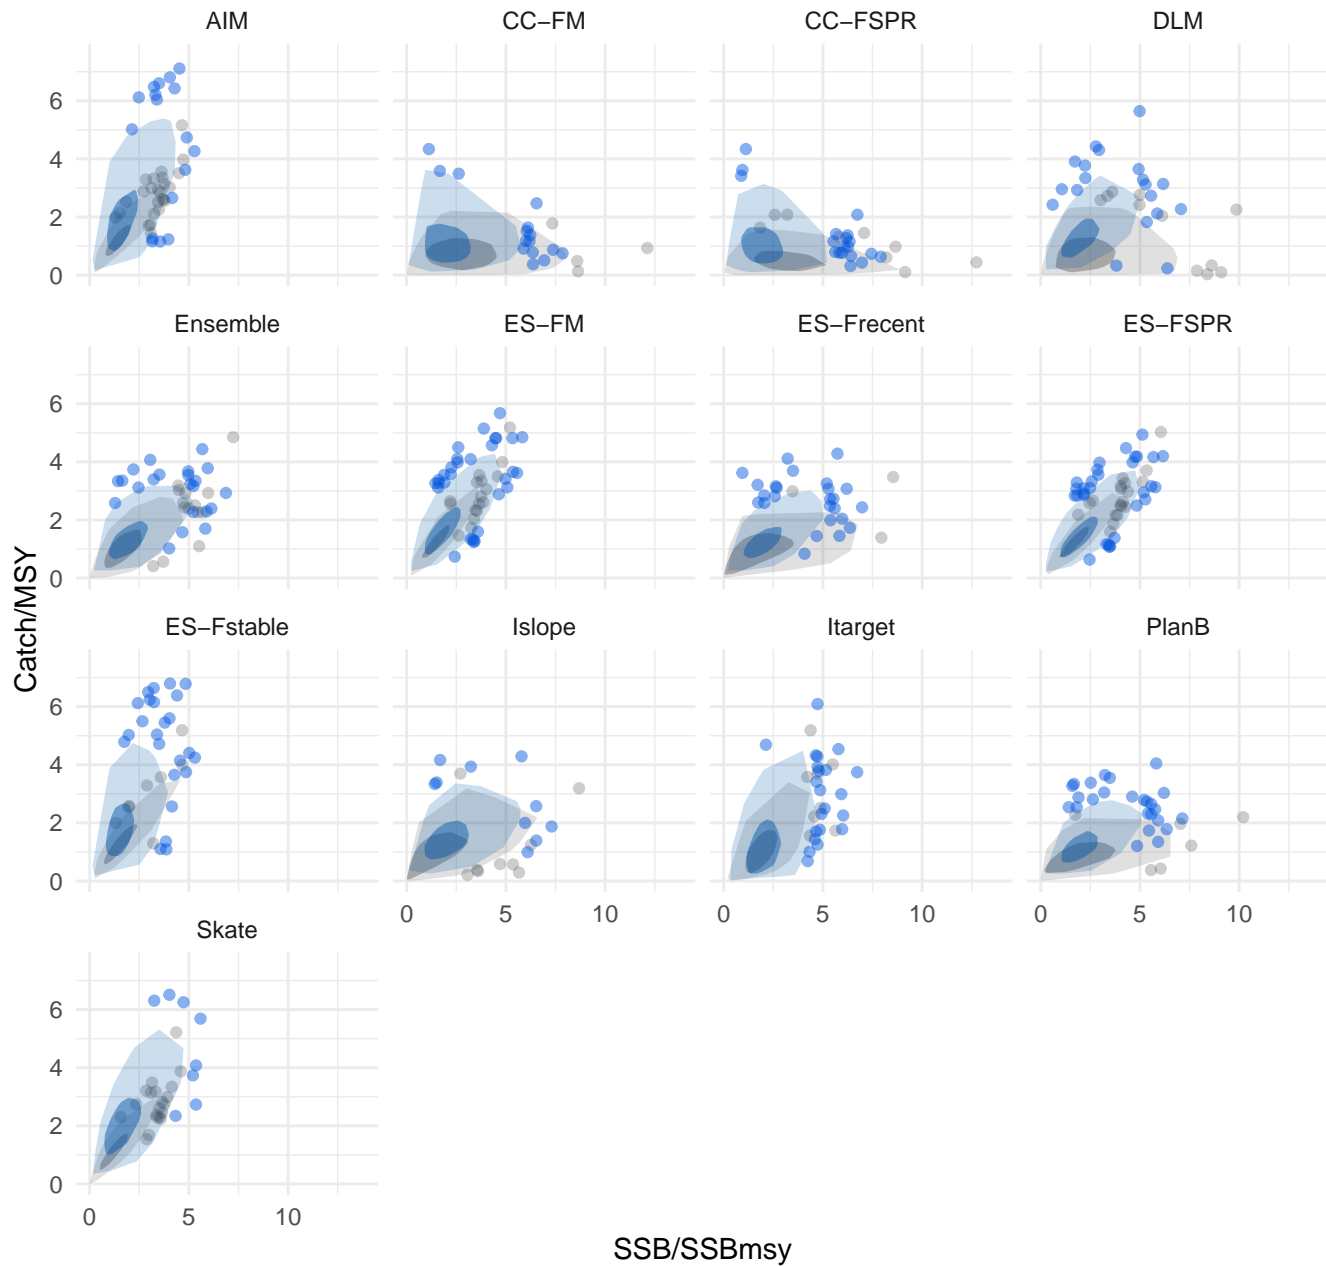 AIM
CC−FM
CC−FSPR
DLM
6
4
2
0
Ensemble
ES−FM
ES−Frecent
ES−FSPR
6
4
2
0
Catch/MSY
ES−Fstable
Islope
Itarget
PlanB
6
4
2
0
0 5 10
0 5 10
0 5 10
Skate
6
4
2
0
0 5 10
SSB/SSBmsy